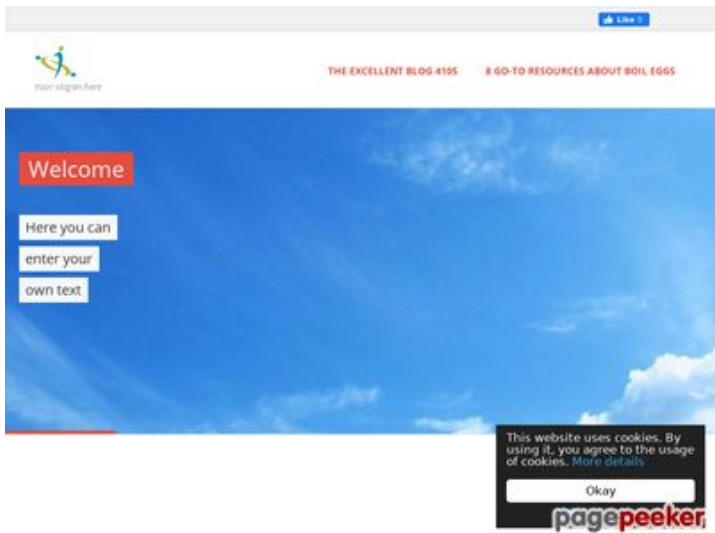 Like 0
Your slogan here
THE EXCELLENT BLOG 4105
8 GO-TO RESOURCES ABOUT BOIL EGGS
Welcome
Here you can
enter your
own text
This website uses cookies. By
using it, you agree to the usage
of cookies. More details
Okay
pagepeeker